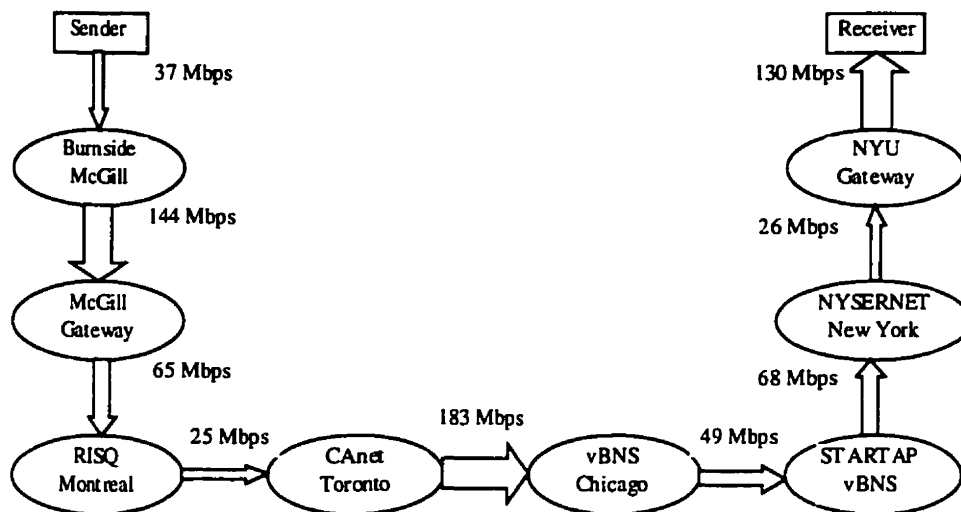 Sender
37 Mbps
Burnside
McGill
144 Mbps
McGill
Gateway
65 Mbps
RISQ
Montreal
25 Mbps
CAnet
Toronto
183 Mbps
vBNS
Chicago
49 Mbps
STARTAP
vBNS
68 Mbps
NYSERNET
New York
26 Mbps
NYU
Gateway
130 Mbps
Receiver